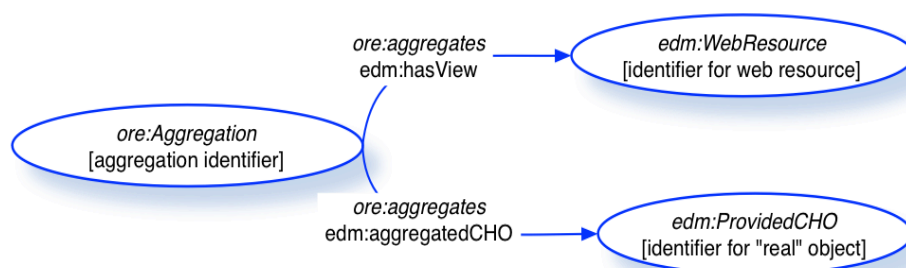 ore:aggregates
edm:hasView
edm:WebResource
[identifier for web resource]
ore:Aggregation
[aggregation identifier]
ore:aggregates
edm:aggregatedCHO
edm:ProvidedCHO
[identifier for "real" object]